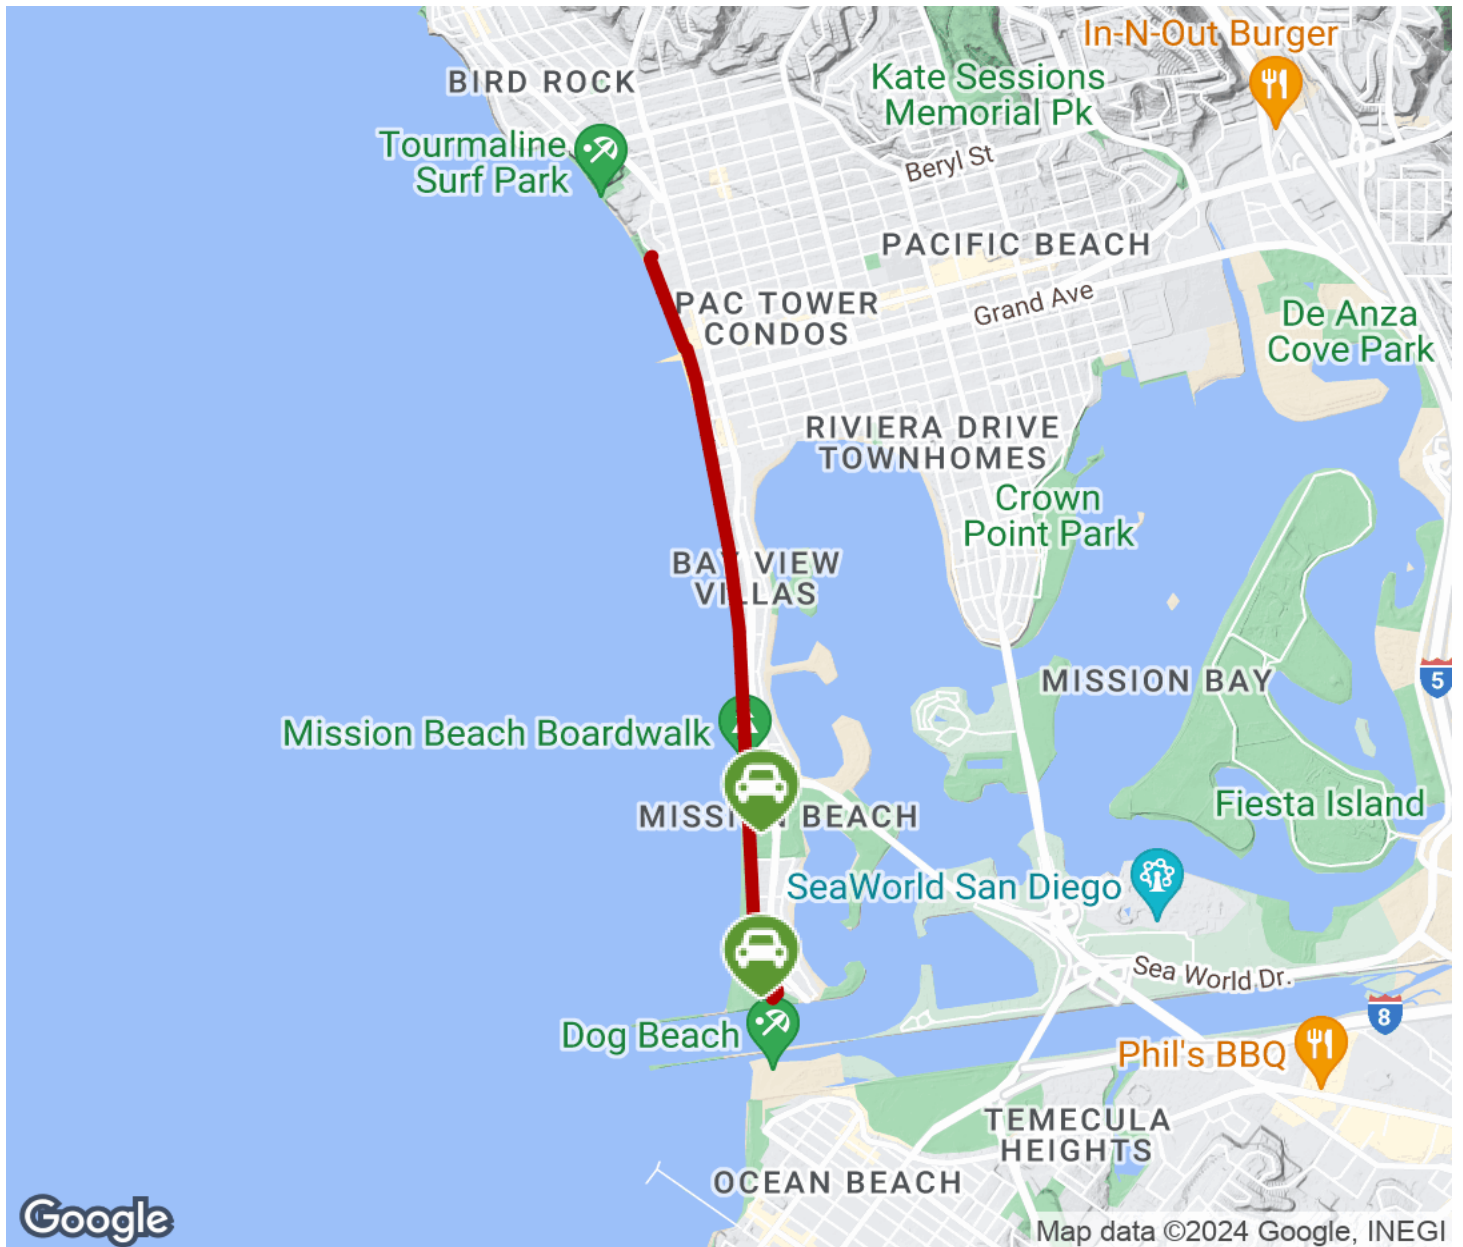 In-N-Out Burger
BIRD ROCK
Kate Sessions
Memorial Pk
Tourmaline
Surf Park
Beryl St
PACIFIC BEACH
PAC TOWER
CONDOS
Grand Ave
De Anza
Cove Park
RIVIERA DRIVE
TOWNHOMES
Crown
Point Park
BAY VIEW
VILLAS
MISSION BAY
5
Mission Beach Boardwalk
MISSION BEACH
Fiesta Island
SeaWorld San Diego
Sea World Dr.
8
Dog Beach
Phil's BBQ
TEMECULA
HEIGHTS
OCEAN BEACH
Google
Map data ©2024 Google, INEGI